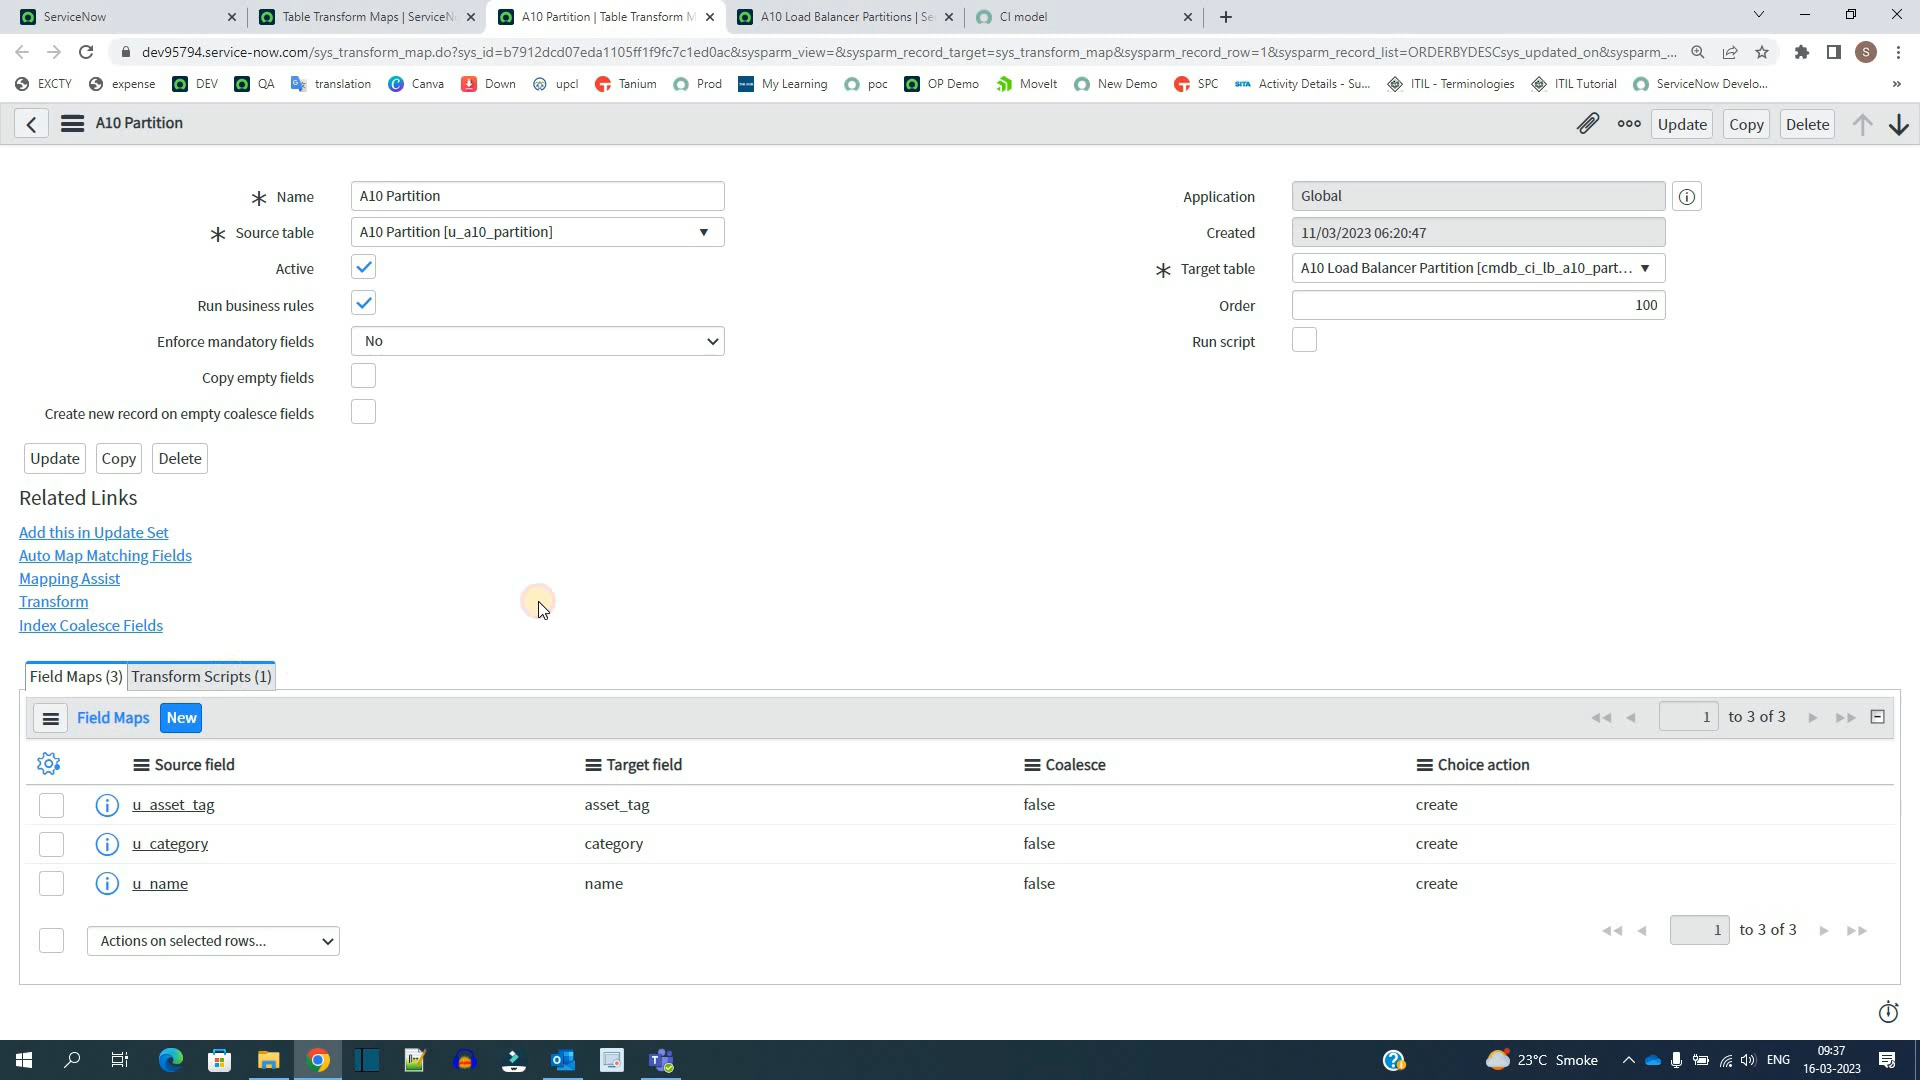 ServiceNow
Table Transform Maps | ServiceN
A10 Partition | Table Transform M
A10 Load Balancer Partitions | Se
CI model
dev95794.service-now.com/sys_transform_map.do?sys_id=b7912dcd07eda1105ff1f9fc7c1ed0ac&sysparm_view=&sysparm_record_target=sys_transform_map&sysparm_record_row=1&sysparm_record_list=ORDERBYDESCsys_updated_on&sysparm_...
S
EXCTY
expense
DEV
QA
translation
Canva
Down
upcl
Tanium
Prod
My Learning
poc
OP Demo
MoveIt
New Demo
SPC
Activity Details - Su...
ITIL - Terminologies
ITIL Tutorial
ServiceNow Develo...
A10 Partition
Update
Copy
Delete
Name
A10 Partition
Application
Global
Source table
A10 Partition [u_a10_partition]
Created
11/03/2023 06:20:47
Active
Target table
A10 Load Balancer Partition [cmdb_ci_lb_a10_part...
Run business rules
Order
100
Enforce mandatory fields
No
Run script
Copy empty fields
Create new record on empty coalesce fields
Update
Copy
Delete
Related Links
Add this in Update Set
Auto Map Matching Fields
Mapping Assist
Transform
Index Coalesce Fields
Field Maps (3)
Transform Scripts (1)
Field Maps
New
1 to 3 of 3
Source field
Target field
Coalesce
Choice action
u_asset_tag
asset_tag
false
create
u_category
category
false
create
u_name
name
false
create
Actions on selected rows...
1 to 3 of 3
23°C Smoke
ENG
09:37
16-03-2023